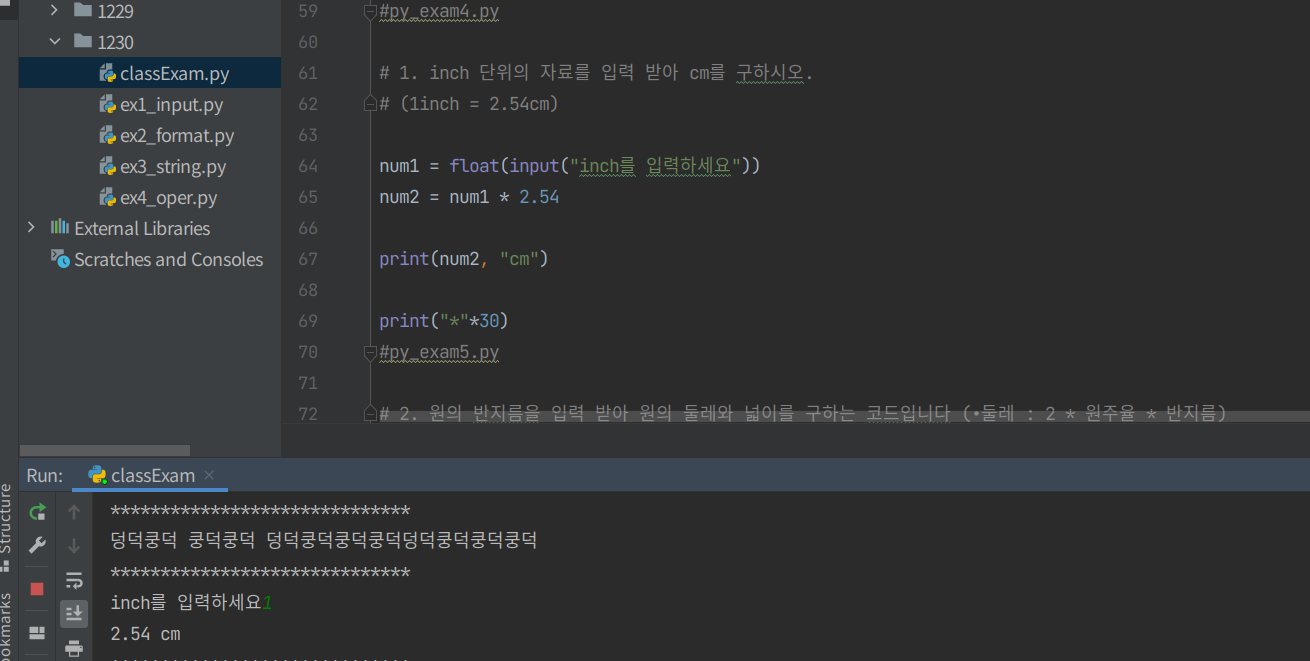 1229
1230
classExam.py
ex1_input.py
ex2_format.py
ex3_string.py
ex4_oper.py
External Libraries
Scratches and Consoles
59 #py_exam4.py
60
61 # 1. inch 단위의 자료를 입력 받아 cm를 구하시오.
62 # (1inch = 2.54cm)
63
64 num1 = float(input("inch를 입력하세요"))
65 num2 = num1 * 2.54
66
67 print(num2, "cm")
68
69 print("*"*30)
70 #py_exam5.py
71
72 # 2. 원의 반지름을 입력 받아 원의 둘레와 넓이를 구하는 코드입니다 (•둘레 : 2 * 원주율 * 반지름)
Run: classExam
Structure
******************************
덩덕쿵덕 쿵덕쿵덕 덩덕쿵덕쿵덕쿵덕덩덕쿵덕쿵덕쿵덕
******************************
inch를 입력하세요1
2.54 cm